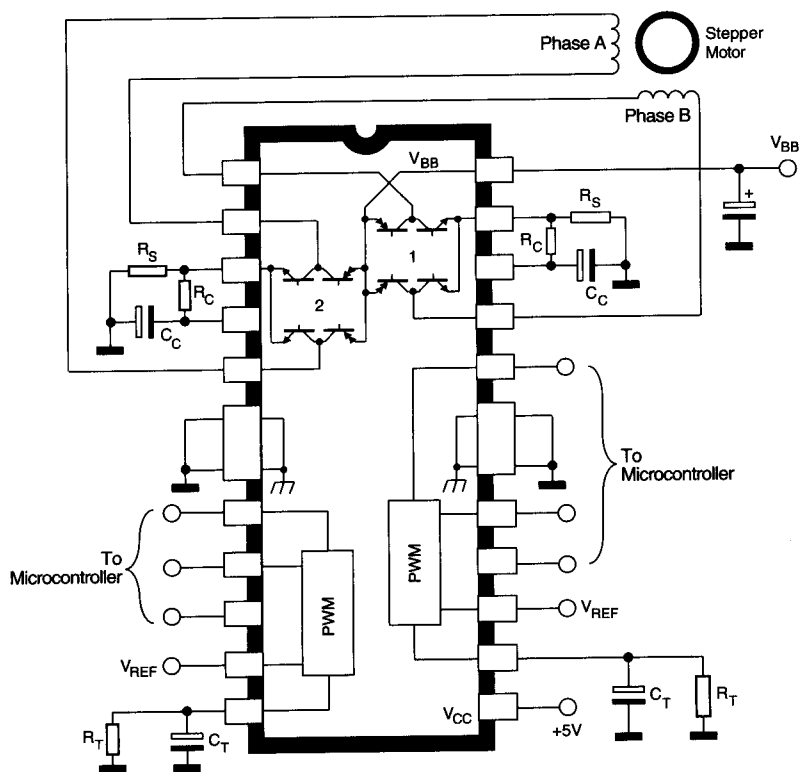 Phase A
Stepper
Motor
Phase B
V_BB
V_BB
+
R_S
R_C
C_C
1
R_S
R_C
C_C
2
To
Microcontroller
To
Microcontroller
PWM
PWM
V_REF
V_REF
R_T
C_T
V_CC
+5V
C_T
R_T